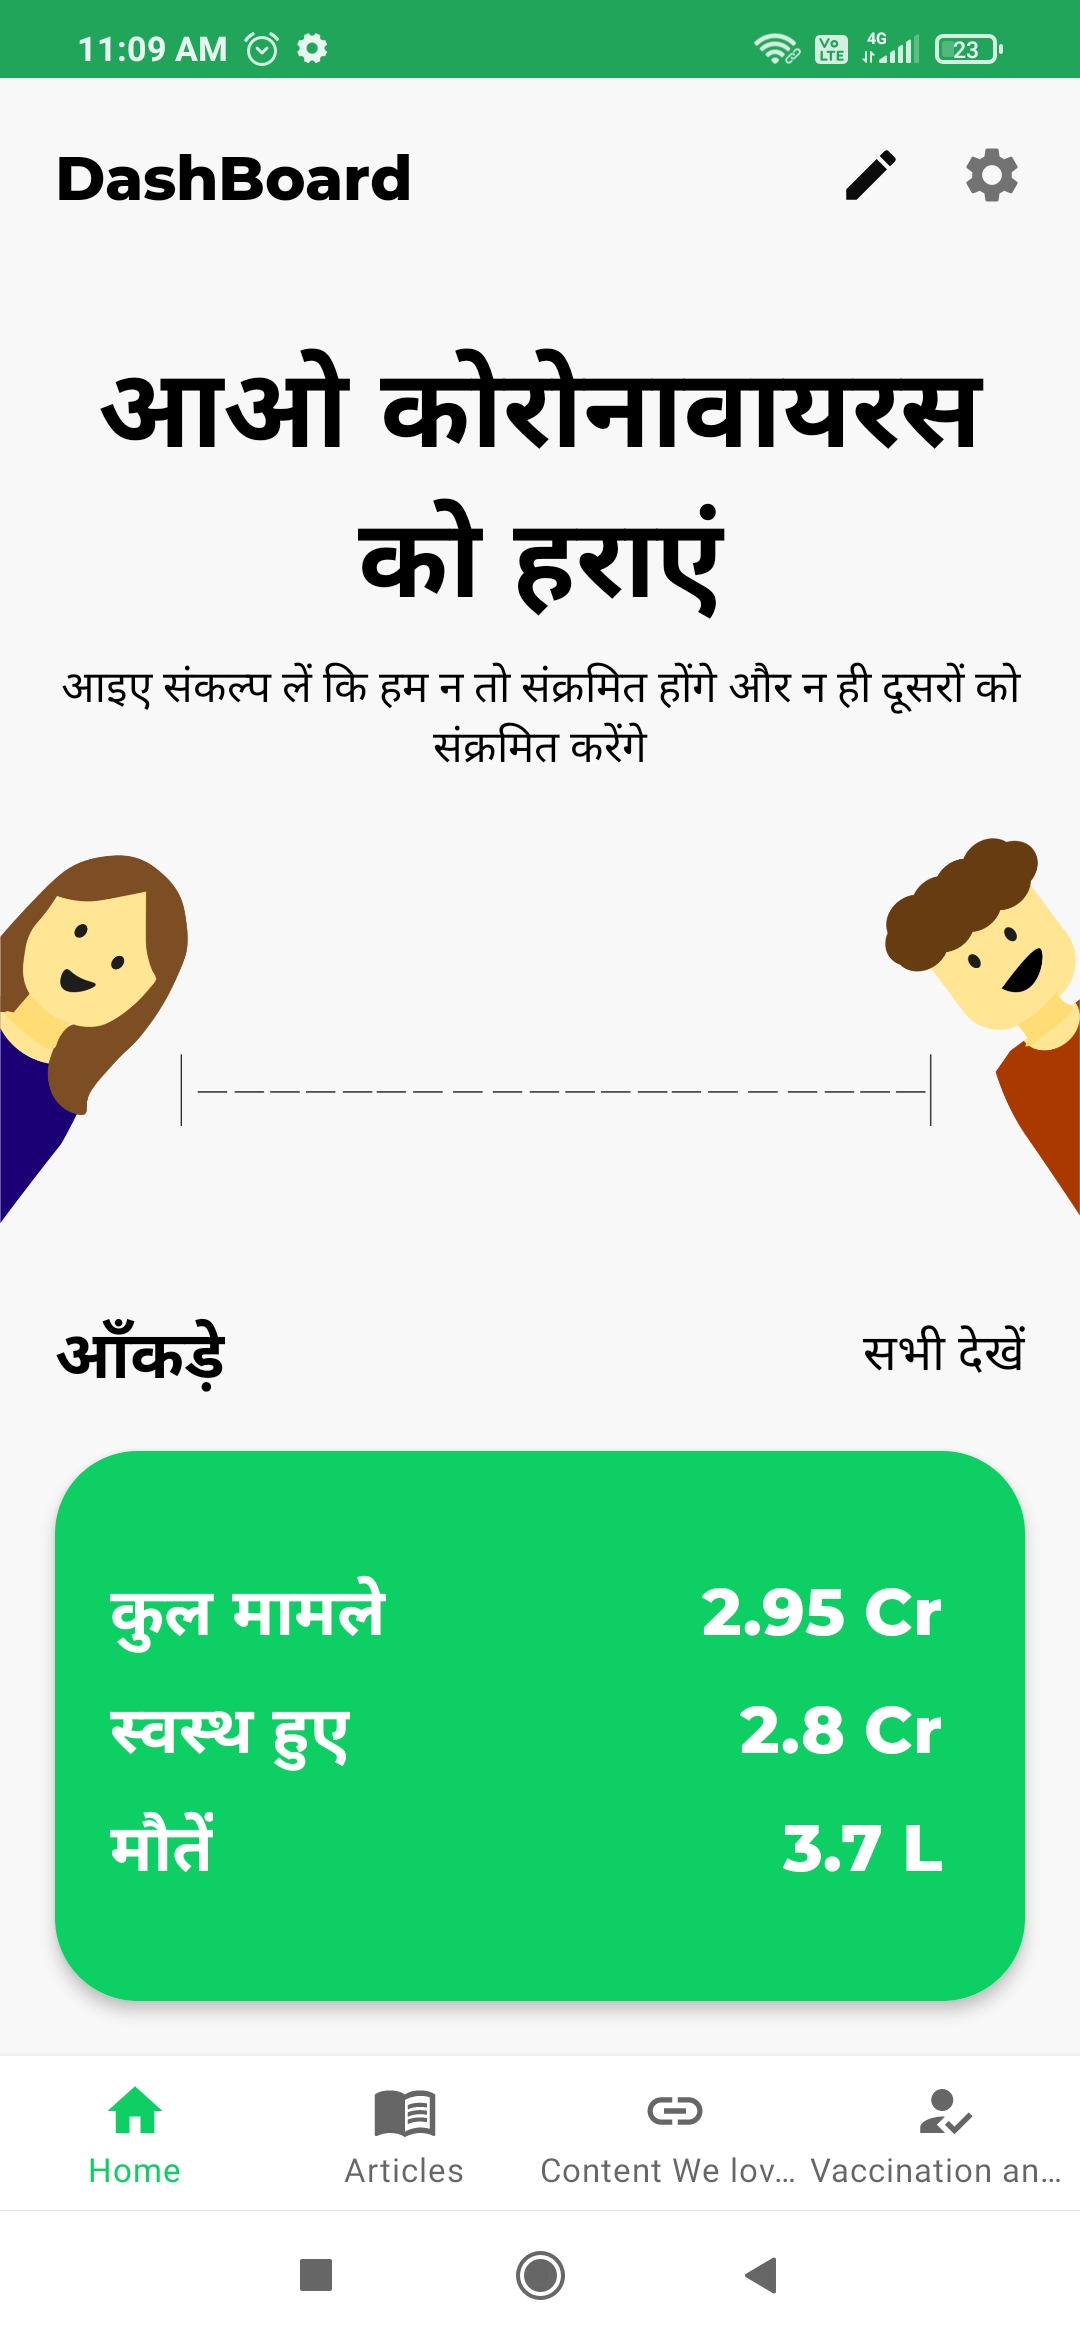 11:09 AM
Vo LTE 4G 23
DashBoard
आओ कोरोनावायरस
को हराएं
आइए संकल्प लें कि हम न तो संक्रमित होंगे और न ही दूसरों को
संक्रमित करेंगे
आँकड़े
सभी देखें
कुल मामले 2.95 Cr
स्वस्थ हुए 2.8 Cr
मौतें 3.7 L
Home Articles Content We lov... Vaccination an...